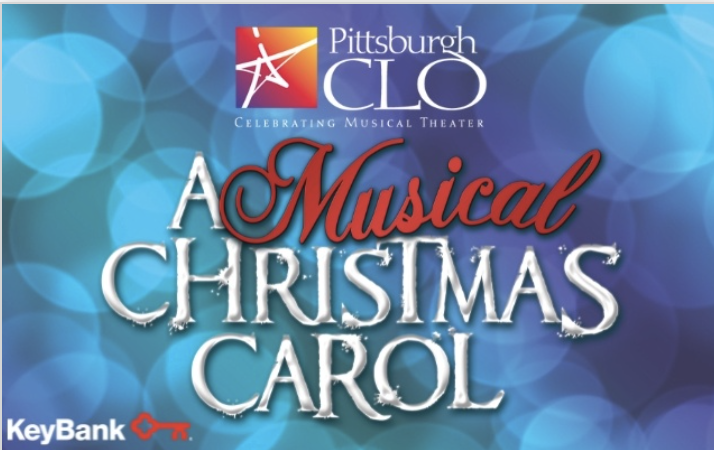 Pittsburgh
CLO
CELEBRATING MUSICAL THEATER
A Musical
CHRISTMAS
CAROL
KeyBank